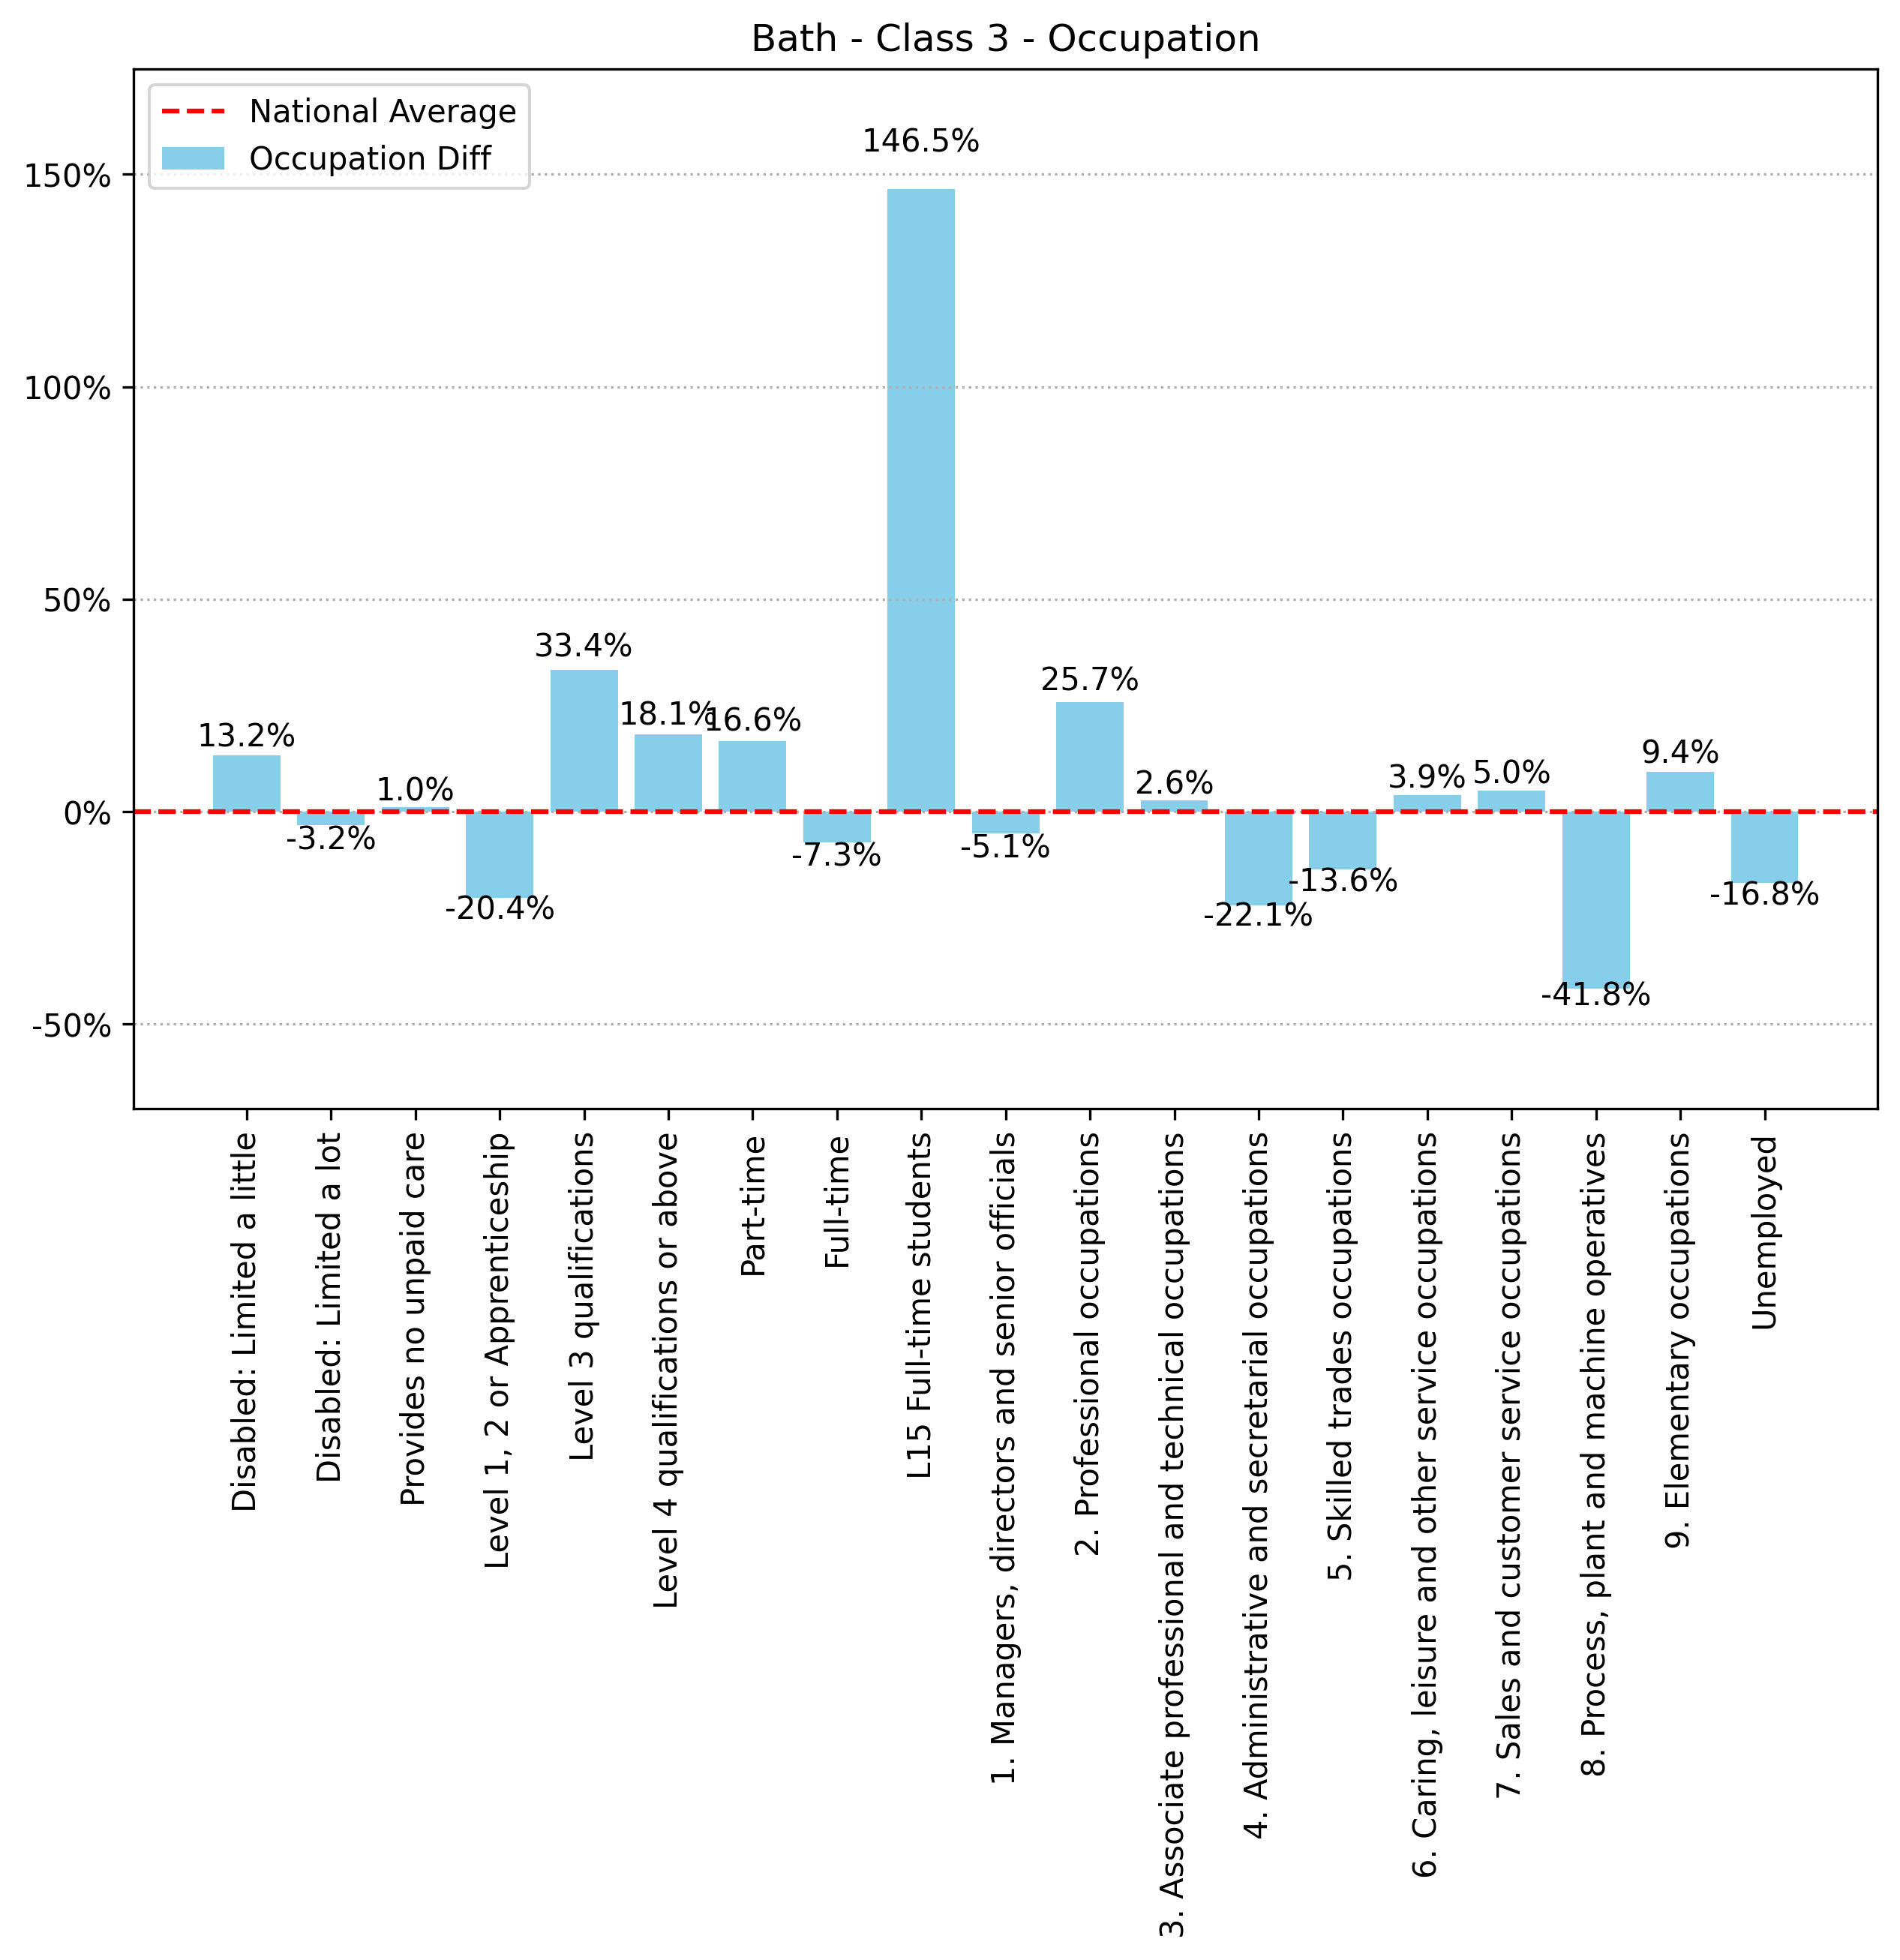 Bath - Class 3 - Occupation
National Average
Occupation Diff
150%
100%
50%
0%
-50%
13.2%
-3.2%
1.0%
-20.4%
33.4%
18.1%
16.6%
-7.3%
146.5%
-5.1%
25.7%
2.6%
-22.1%
-13.6%
3.9%
5.0%
-41.8%
9.4%
-16.8%
Disabled: Limited a little
Disabled: Limited a lot
Provides no unpaid care
Level 1, 2 or Apprenticeship
Level 3 qualifications
Level 4 qualifications or above
Part-time
Full-time
L15 Full-time students
1. Managers, directors and senior officials
2. Professional occupations
3. Associate professional and technical occupations
4. Administrative and secretarial occupations
5. Skilled trades occupations
6. Caring, leisure and other service occupations
7. Sales and customer service occupations
8. Process, plant and machine operatives
9. Elementary occupations
Unemployed